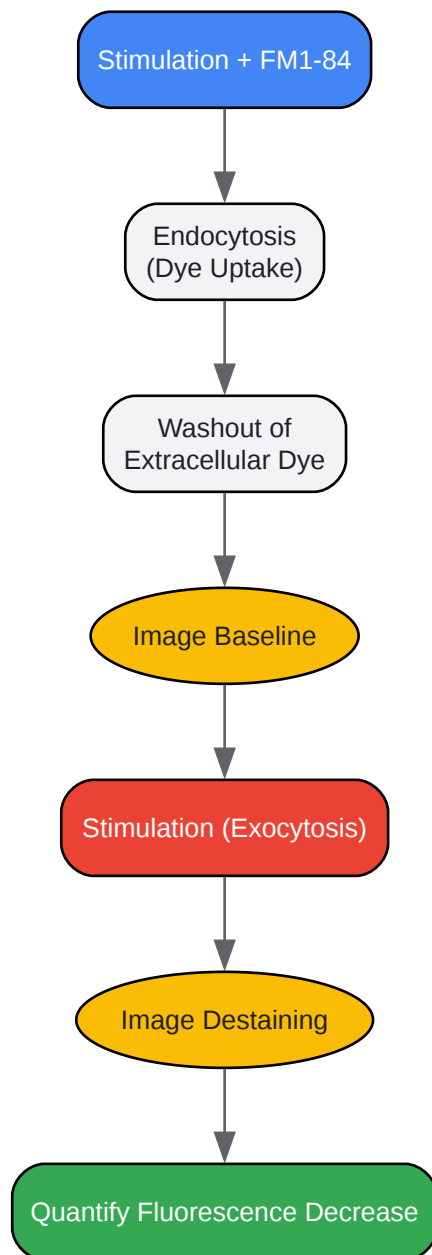 Stimulation + FM1-84
Endocytosis
(Dye Uptake)
Washout of
Extracellular Dye
Image Baseline
Stimulation (Exocytosis)
Image Destaining
Quantify Fluorescence Decrease